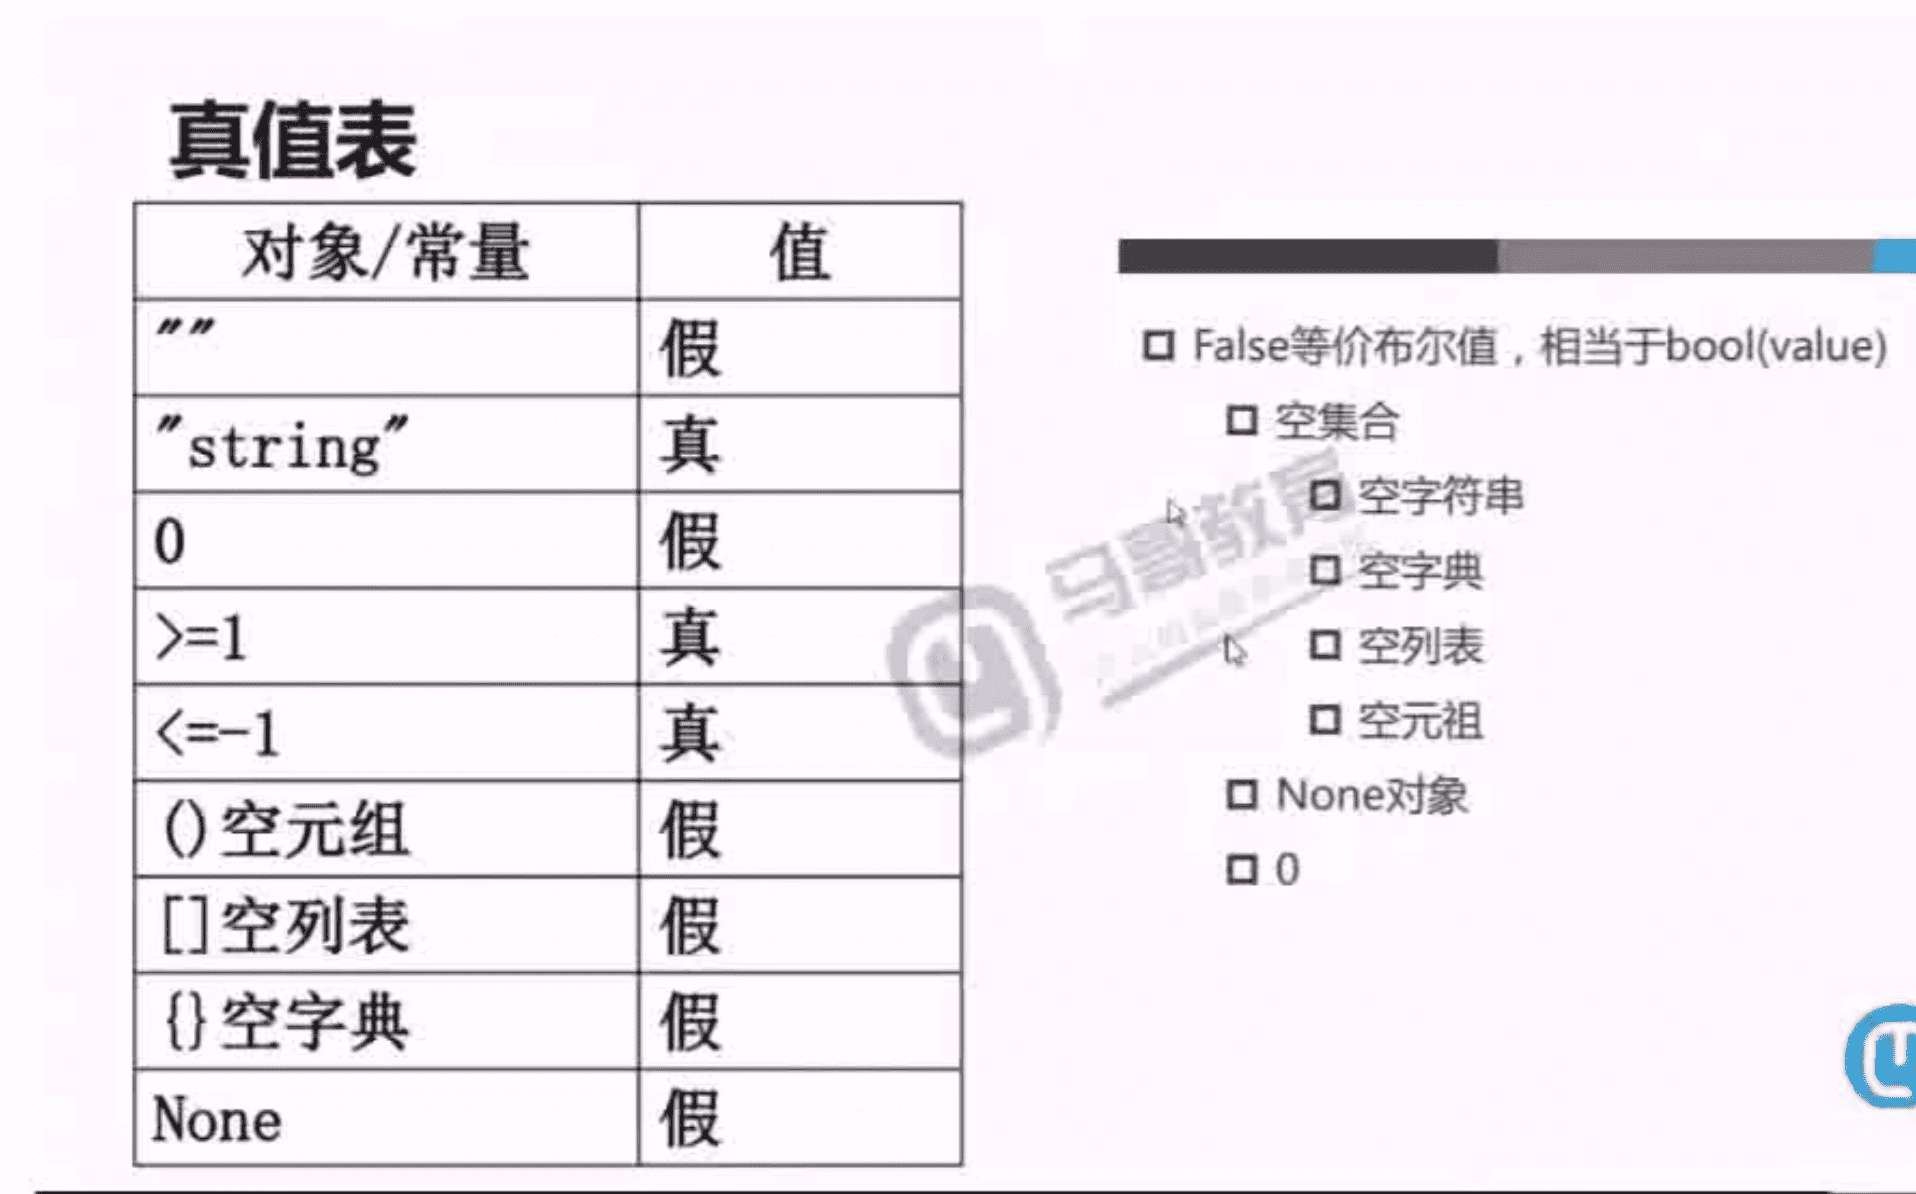 真值表
对象/常量 值
"" 假
"string" 真
0 假
>=1 真
<=-1 真
()空元组 假
[]空列表 假
{}空字典 假
None 假
False等价布尔值，相当于bool(value)
空集合
空字符串
空字典
空列表
空元祖
None对象
0
马哥教育